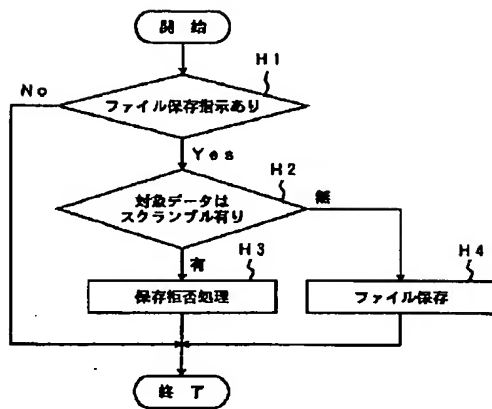 開 始
H1
No
ファイル保存指示あり
Yes
H2
対象データは
スクランブル有り
無
有
H3
H4
保存拒否処理
ファイル保存
終 了